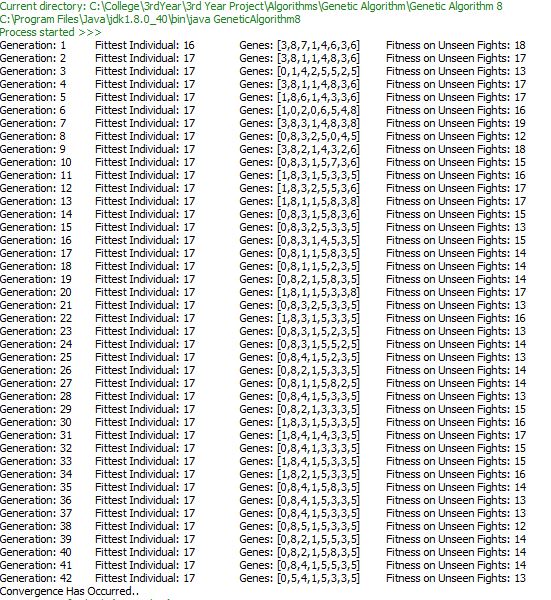 Current directory: C:\College\3rdYear\3rd Year Project\Algorithms\Genetic Algorithm\Genetic Algorithm 8
C:\Program Files\Java\jdk1.8.0_40\bin\java GeneticAlgorithm8
Process started >>>
Generation: 1 Fittest Individual: 16 Genes: [3,8,7,1,4,6,3,6] Fitness on Unseen Fights: 18
Generation: 2 Fittest Individual: 17 Genes: [3,8,1,1,4,8,3,6] Fitness on Unseen Fights: 17
Generation: 3 Fittest Individual: 17 Genes: [0,1,4,2,5,5,2,5] Fitness on Unseen Fights: 13
Generation: 4 Fittest Individual: 17 Genes: [3,8,1,1,4,8,3,6] Fitness on Unseen Fights: 17
Generation: 5 Fittest Individual: 17 Genes: [1,8,6,1,4,3,3,6] Fitness on Unseen Fights: 17
Generation: 6 Fittest Individual: 17 Genes: [1,0,2,0,6,5,4,8] Fitness on Unseen Fights: 16
Generation: 7 Fittest Individual: 17 Genes: [3,8,3,1,4,8,3,8] Fitness on Unseen Fights: 19
Generation: 8 Fittest Individual: 17 Genes: [0,8,3,2,5,0,4,5] Fitness on Unseen Fights: 12
Generation: 9 Fittest Individual: 17 Genes: [3,8,2,1,4,3,2,6] Fitness on Unseen Fights: 18
Generation: 10 Fittest Individual: 17 Genes: [0,8,3,1,5,7,3,6] Fitness on Unseen Fights: 15
Generation: 11 Fittest Individual: 17 Genes: [1,8,3,1,5,3,3,5] Fitness on Unseen Fights: 16
Generation: 12 Fittest Individual: 17 Genes: [1,8,3,2,5,5,3,6] Fitness on Unseen Fights: 17
Generation: 13 Fittest Individual: 17 Genes: [1,8,1,1,5,8,3,8] Fitness on Unseen Fights: 17
Generation: 14 Fittest Individual: 17 Genes: [0,8,3,1,5,8,3,6] Fitness on Unseen Fights: 15
Generation: 15 Fittest Individual: 17 Genes: [0,8,3,2,5,3,3,5] Fitness on Unseen Fights: 13
Generation: 16 Fittest Individual: 17 Genes: [0,8,3,1,4,5,3,5] Fitness on Unseen Fights: 15
Generation: 17 Fittest Individual: 17 Genes: [0,8,1,1,5,8,3,5] Fitness on Unseen Fights: 14
Generation: 18 Fittest Individual: 17 Genes: [0,8,1,1,5,2,3,5] Fitness on Unseen Fights: 14
Generation: 19 Fittest Individual: 17 Genes: [0,8,2,1,5,8,3,5] Fitness on Unseen Fights: 14
Generation: 20 Fittest Individual: 17 Genes: [1,8,1,1,5,3,3,8] Fitness on Unseen Fights: 17
Generation: 21 Fittest Individual: 17 Genes: [0,8,3,2,5,3,3,5] Fitness on Unseen Fights: 13
Generation: 22 Fittest Individual: 17 Genes: [1,8,3,1,5,3,3,5] Fitness on Unseen Fights: 16
Generation: 23 Fittest Individual: 17 Genes: [0,8,3,1,5,5,2,5] Fitness on Unseen Fights: 14
Generation: 24 Fittest Individual: 17 Genes: [0,8,3,1,5,2,3,5] Fitness on Unseen Fights: 14
Generation: 25 Fittest Individual: 17 Genes: [0,8,4,1,5,2,3,5] Fitness on Unseen Fights: 13
Generation: 26 Fittest Individual: 17 Genes: [0,8,2,1,5,3,3,5] Fitness on Unseen Fights: 14
Generation: 27 Fittest Individual: 17 Genes: [0,8,1,1,5,8,2,5] Fitness on Unseen Fights: 14
Generation: 28 Fittest Individual: 17 Genes: [0,8,4,1,5,3,3,5] Fitness on Unseen Fights: 13
Generation: 29 Fittest Individual: 17 Genes: [0,8,2,1,3,3,3,5] Fitness on Unseen Fights: 15
Generation: 30 Fittest Individual: 17 Genes: [1,8,3,1,5,3,3,5] Fitness on Unseen Fights: 16
Generation: 31 Fittest Individual: 17 Genes: [1,8,4,1,4,3,3,5] Fitness on Unseen Fights: 17
Generation: 32 Fittest Individual: 17 Genes: [0,8,4,1,3,3,3,5] Fitness on Unseen Fights: 15
Generation: 33 Fittest Individual: 17 Genes: [1,8,4,1,5,3,3,5] Fitness on Unseen Fights: 15
Generation: 34 Fittest Individual: 17 Genes: [1,8,2,1,5,3,3,5] Fitness on Unseen Fights: 16
Generation: 35 Fittest Individual: 17 Genes: [0,8,4,1,5,8,3,5] Fitness on Unseen Fights: 14
Generation: 36 Fittest Individual: 17 Genes: [0,8,4,1,5,3,3,5] Fitness on Unseen Fights: 13
Generation: 37 Fittest Individual: 17 Genes: [0,8,4,1,5,3,3,5] Fitness on Unseen Fights: 13
Generation: 38 Fittest Individual: 17 Genes: [0,8,5,1,5,3,3,5] Fitness on Unseen Fights: 12
Generation: 39 Fittest Individual: 17 Genes: [0,8,2,1,5,5,3,5] Fitness on Unseen Fights: 14
Generation: 40 Fittest Individual: 17 Genes: [0,8,2,1,5,8,3,5] Fitness on Unseen Fights: 14
Generation: 41 Fittest Individual: 17 Genes: [0,8,4,1,5,5,3,5] Fitness on Unseen Fights: 14
Generation: 42 Fittest Individual: 17 Genes: [0,5,4,1,5,3,3,5] Fitness on Unseen Fights: 13
Convergence Has Occurred..